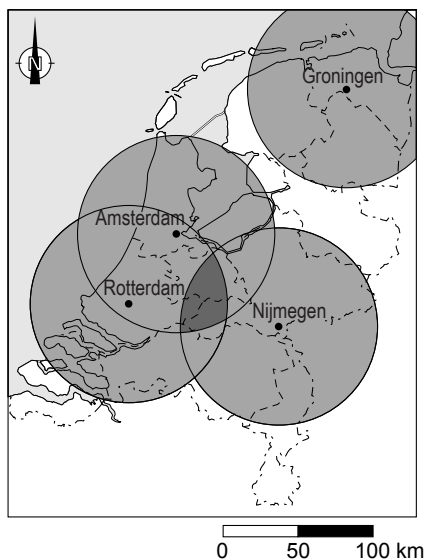 Groningen
N
Amsterdam
Rotterdam
Nijmegen
0 50 100 km